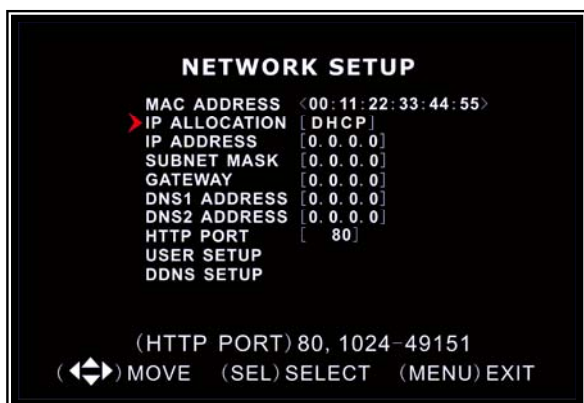 NETWORK SETUP
MAC ADDRESS <00:11:22:33:44:55>
IP ALLOCATION [DHCP]
IP ADDRESS [0.0.0.0]
SUBNET MASK [0.0.0.0]
GATEWAY [0.0.0.0]
DNS1 ADDRESS [0.0.0.0]
DNS2 ADDRESS [0.0.0.0]
HTTP PORT [ 80]
USER SETUP
DDNS SETUP
(HTTP PORT) 80, 1024-49151
( ) MOVE (SEL) SELECT (MENU) EXIT